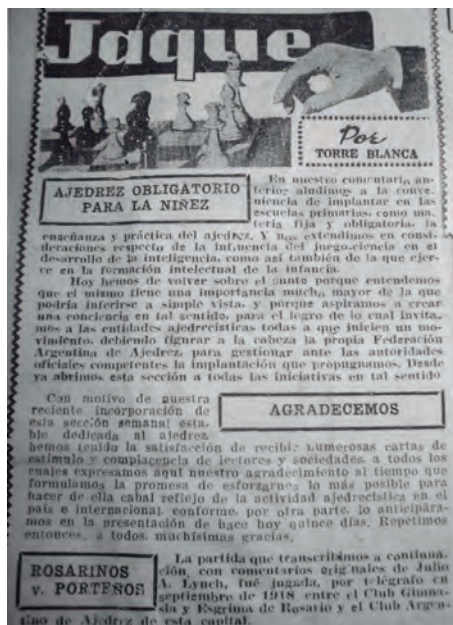 Jaque
Por
TORRE BLANCA
AJEDREZ OBLIGATORIO
PARA LA NIÑEZ
En nuestro comentari,, an-
terior aludimos a la conve-
niencia de implantar en las
escuelas primarias, como ma-
teria fija y obligatoria, la
enseñanza y práctica del ajedrez. Y nos extendimos en consi-
deraciones respecto de la influencia del juego-ciencia en el
desarrollo de la inteligencia, como así también de la que ejer-
ce en la formación intelectual de la infancia.
Hoy hemos de volver sobre el asunto porque entendemos
que el mismo tiene una importancia much,, mayor de la que
podría inferirse a simple vista, y porque aspiramos a crear
una conciencia en tal sentido, para el logro de lo cual invita-
mos a las entidades ajedrecísticas todas a que inicien un mo-
vimiento, debiendo figurar a la cabeza la propia Federación
Argentina de Ajedrez, para gestionar ante las autoridades
oficiales competentes la implantación que propugnamos. Desde
ya abrimos esta sección a todas las iniciativas en tal sentido
Con motivo de nuestra
reciente incorporación de
esta sección semanal esta-
ble dedicada al ajedrez
AGRADECEMOS
hemos tenido la satisfacción de recibir numerosas cartas de
estímulo y complacencia de lectores y sociedades, a todos los
cuales expresamos aquí nuestro agradecimiento al tiempo que
formulamos la promesa de esforzarnos lo más posible para
hacer de ella cabal reflejo de la actividad ajedrecística en el
país e internacional, conforme, por otra parte, lo anticipá-
ramos en la presentación de hace hoy quince días. Repetimos
entonces, a todos, muchísimas gracias.
ROSARINOS
v. PORTEÑOS
La partida que transcribimos a continua-
ción, con comentarios originales de Julio
A. Lynch, fué jugada, por telégrafo en
septiembre de 1918 entre el Club Gimna-
sia y Esgrima de Rosario y el Club Argen-
tino de Ajedrez de esta capital.